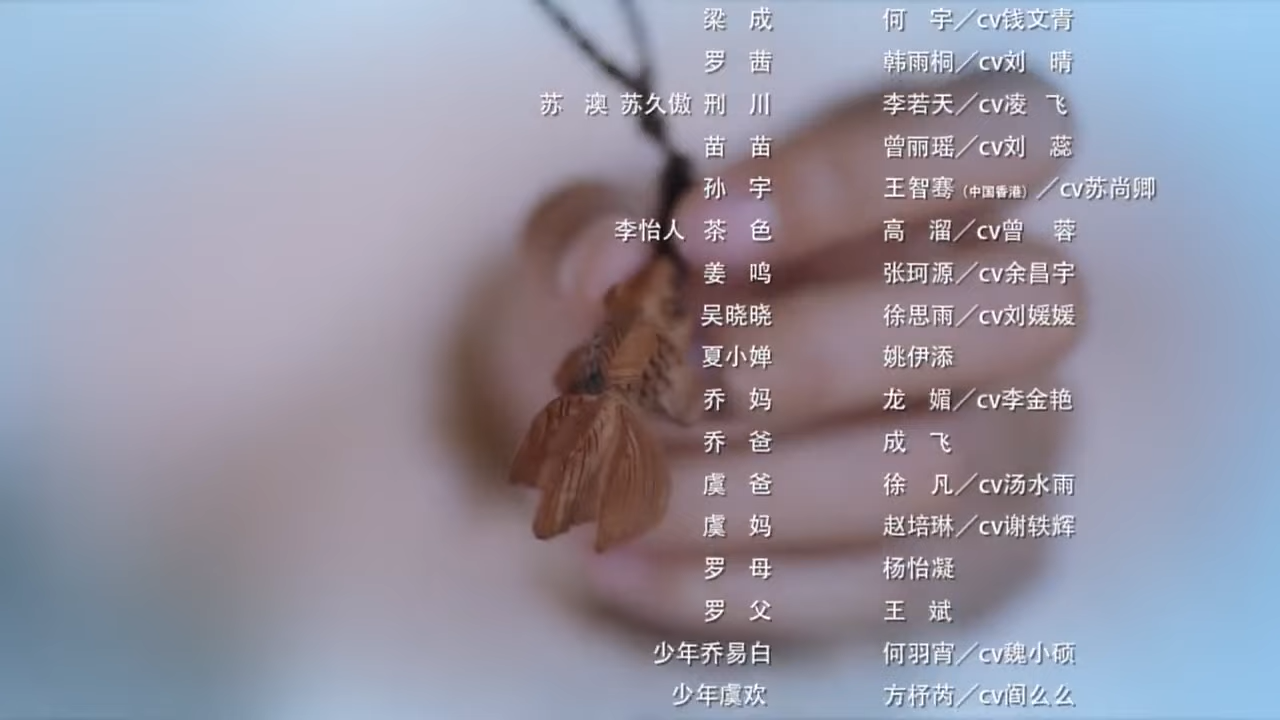 梁 成 何 宇／cv钱文青
罗 茜 韩雨桐／cv刘 晴
苏 澳 苏久傲 刑 川 李若天／cv凌 飞
苗 苗 曾丽瑶／cv刘 蕊
孙 宇 王智骞（中国香港）／cv苏尚卿
李怡人 茶 色 高 溜／cv曾 蓉
姜 鸣 张珂源／cv余昌宇
吴晓晓 徐思雨／cv刘媛媛
夏小婵 姚伊添
乔 妈 龙 媚／cv李金艳
乔 爸 成 飞
虞 爸 徐 凡／cv汤水雨
虞 妈 赵培琳／cv谢轶辉
罗 母 杨怡凝
罗 父 王 斌
少年乔易白 何羽宵／cv魏小硕
少年虞欢 方杼芮／cv阎么么